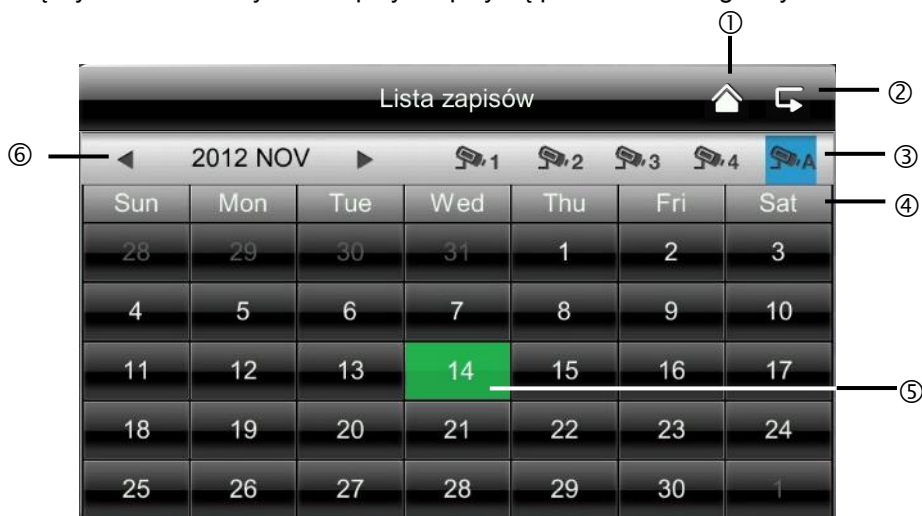 ①
Lista zapisów ②
⑥ 2012 NOV 1 2 3 4 A ③
Sun Mon Tue Wed Thu Fri Sat ④
28 29 30 31 1 2 3
4 5 6 7 8 9 10
11 12 13 14 15 16 17
⑤
18 19 20 21 22 23 24
25 26 27 28 29 30 1